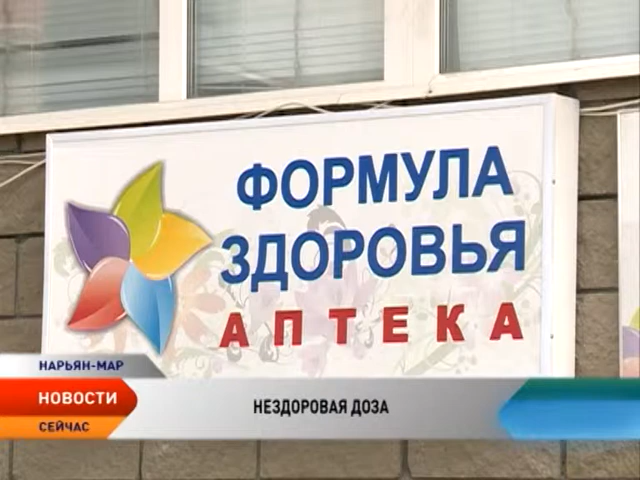 ФОРМУЛА
ЗДОРОВЬЯ
АПТЕКА
НАРЬЯН-МАР
НОВОСТИ
СЕЙЧАС
НЕЗДОРОВАЯ ДОЗА